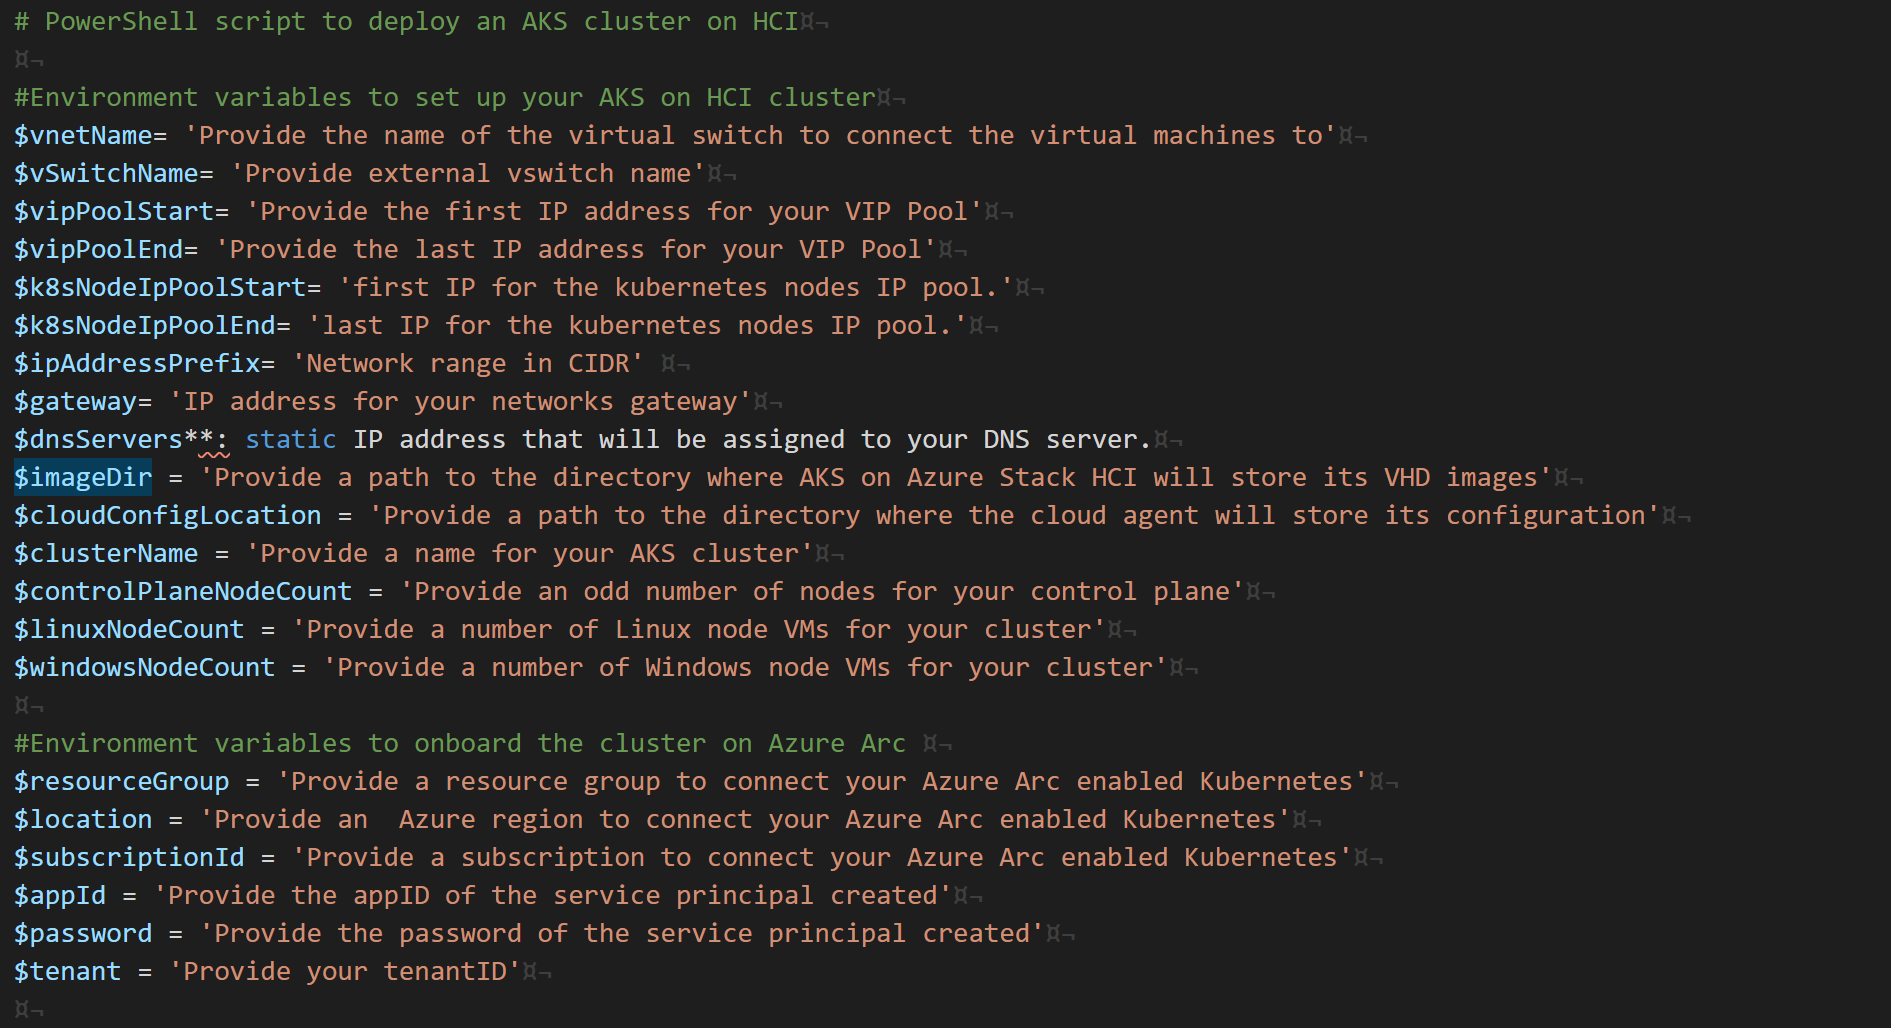 # PowerShell script to deploy an AKS cluster on HCI¤¬
¤¬
#Environment variables to set up your AKS on HCI cluster¤¬
$vnetName= 'Provide the name of the virtual switch to connect the virtual machines to'¤¬
$vSwitchName= 'Provide external vswitch name'¤¬
$vipPoolStart= 'Provide the first IP address for your VIP Pool'¤¬
$vipPoolEnd= 'Provide the last IP address for your VIP Pool'¤¬
$k8sNodeIpPoolStart= 'first IP for the kubernetes nodes IP pool.'¤¬
$k8sNodeIpPoolEnd= 'last IP for the kubernetes nodes IP pool.'¤¬
$ipAddressPrefix= 'Network range in CIDR' ¤¬
$gateway= 'IP address for your networks gateway'¤¬
$dnsServers**: static IP address that will be assigned to your DNS server.¤¬
$imageDir = 'Provide a path to the directory where AKS on Azure Stack HCI will store its VHD images'¤¬
$cloudConfigLocation = 'Provide a path to the directory where the cloud agent will store its configuration'¤¬
$clusterName = 'Provide a name for your AKS cluster'¤¬
$controlPlaneNodeCount = 'Provide an odd number of nodes for your control plane'¤¬
$linuxNodeCount = 'Provide a number of Linux node VMs for your cluster'¤¬
$windowsNodeCount = 'Provide a number of Windows node VMs for your cluster'¤¬
¤¬
#Environment variables to onboard the cluster on Azure Arc ¤¬
$resourceGroup = 'Provide a resource group to connect your Azure Arc enabled Kubernetes'¤¬
$location = 'Provide an  Azure region to connect your Azure Arc enabled Kubernetes'¤¬
$subscriptionId = 'Provide a subscription to connect your Azure Arc enabled Kubernetes'¤¬
$appId = 'Provide the appID of the service principal created'¤¬
$password = 'Provide the password of the service principal created'¤¬
$tenant = 'Provide your tenantID'¤¬
¤¬